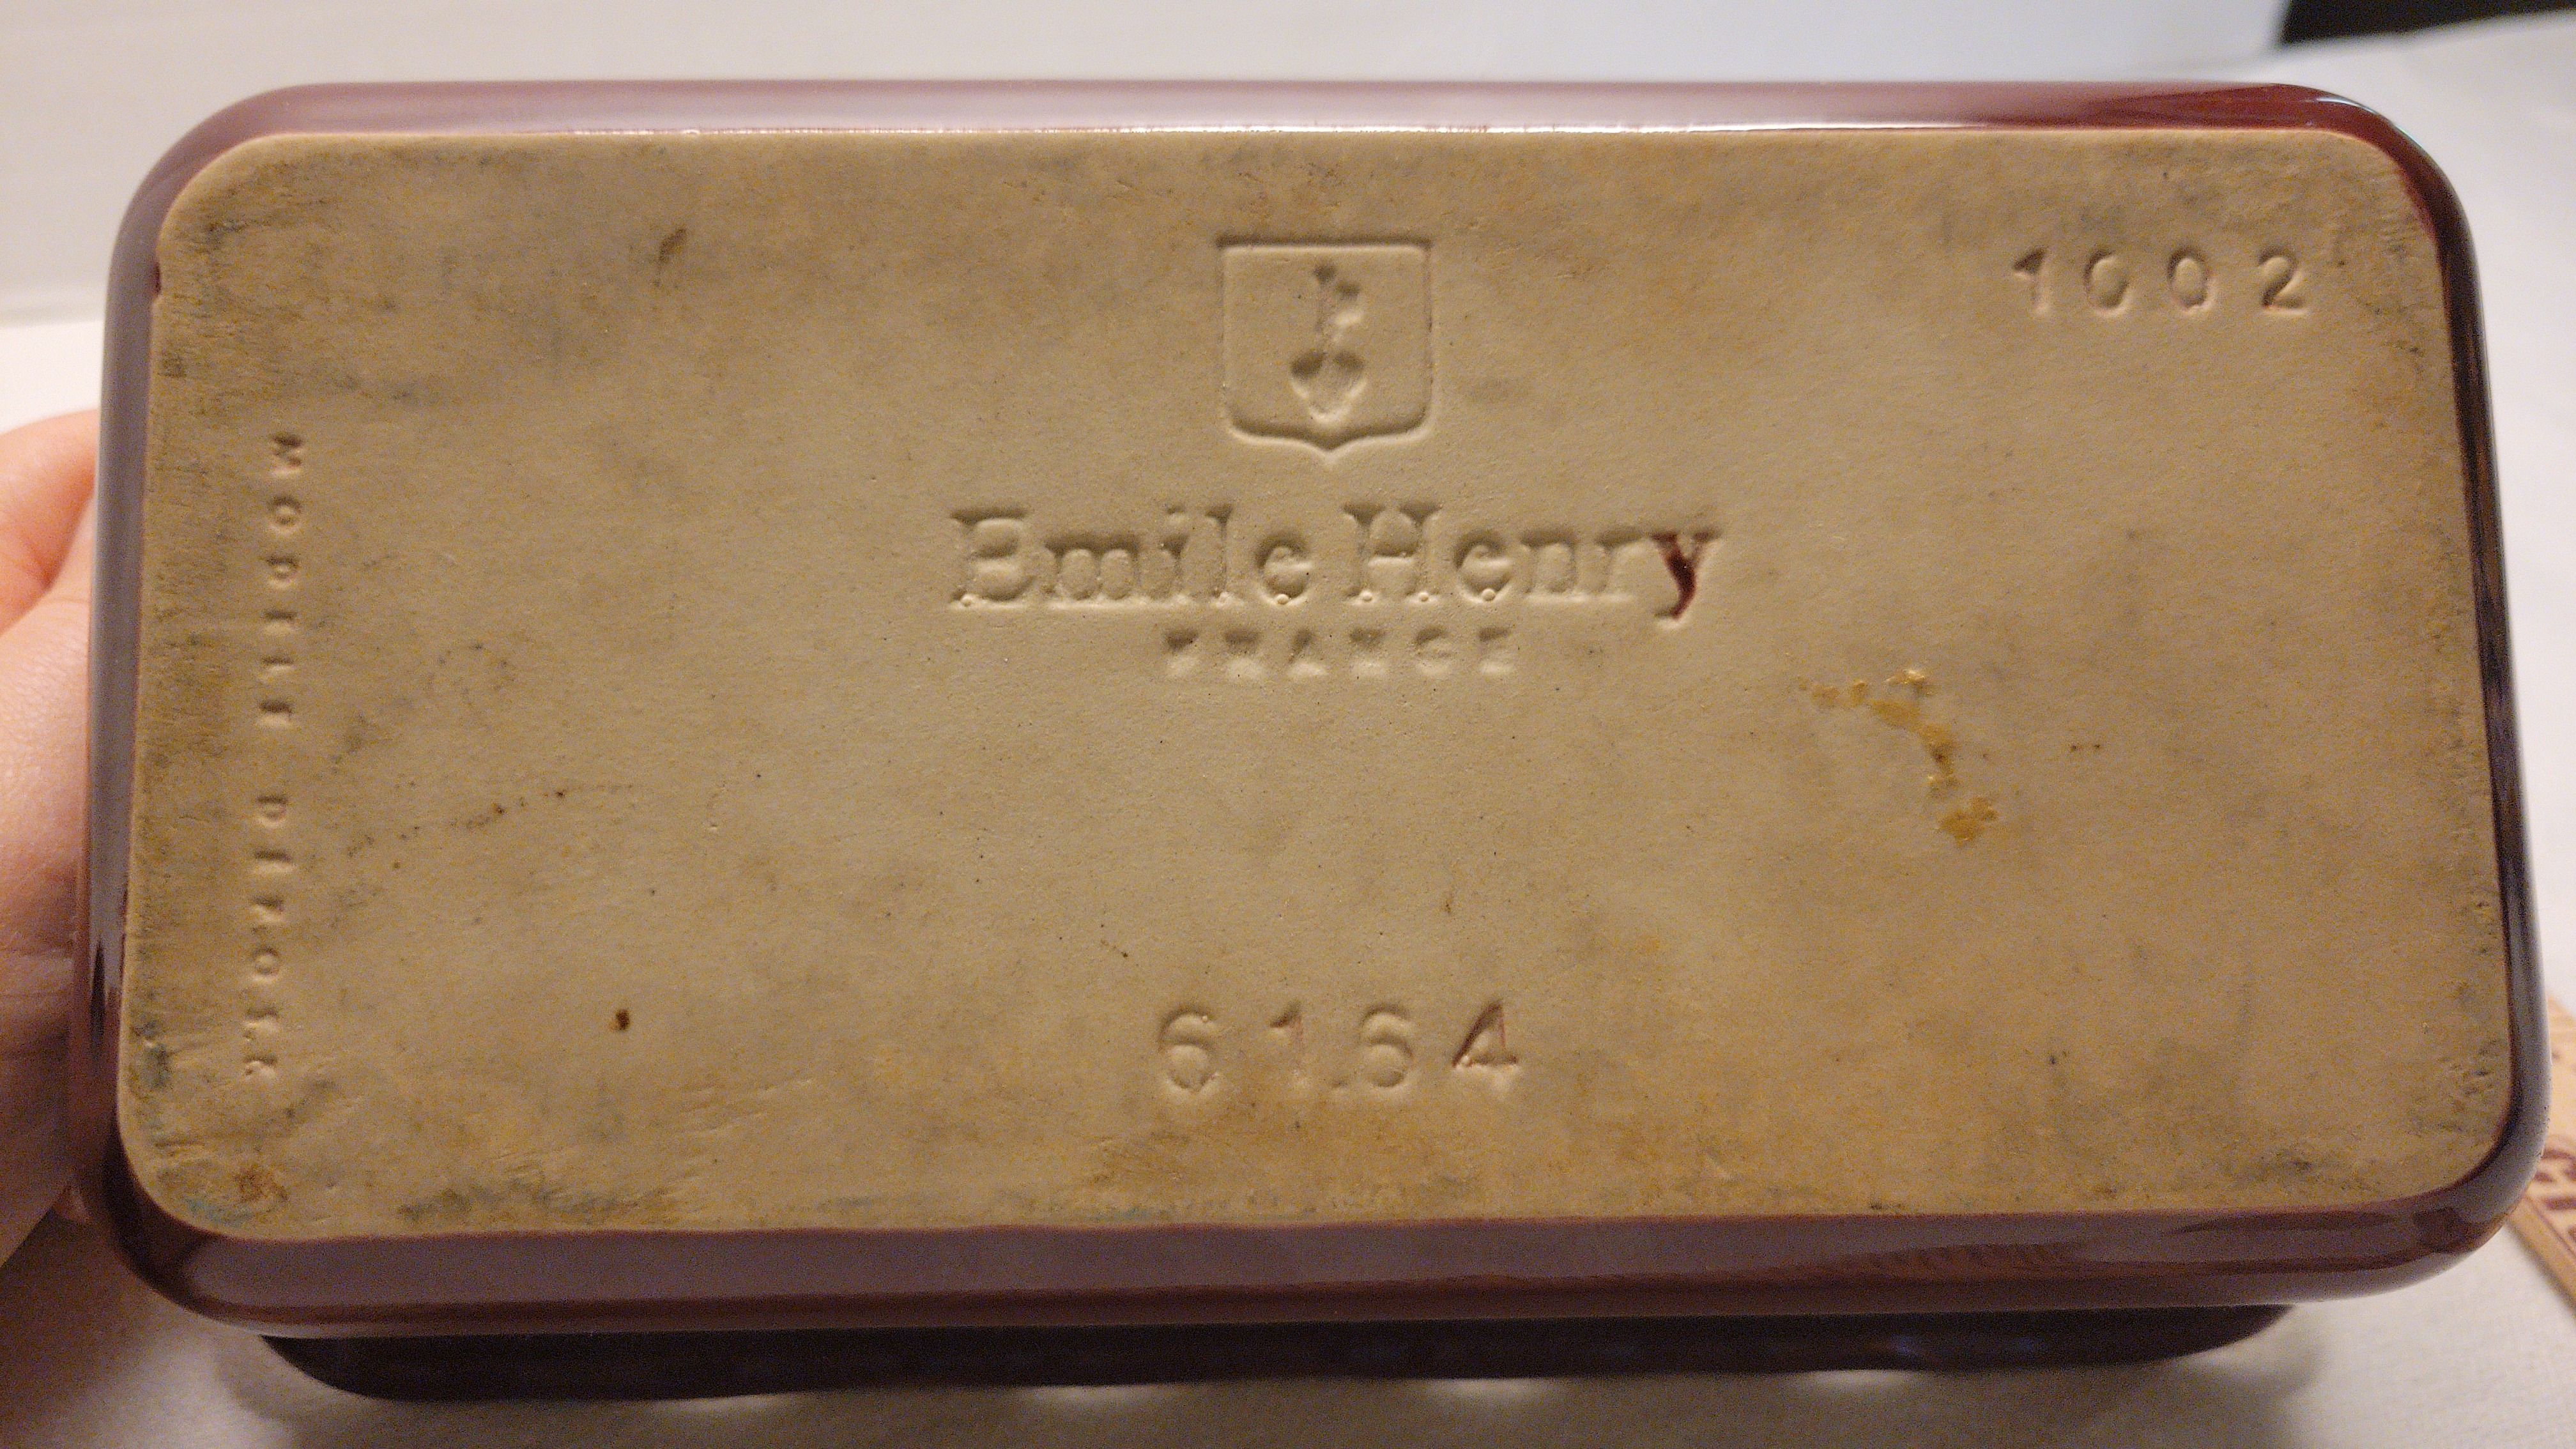 1002
Emile Henry
FRANCE
6164
MODELE DEPOSE